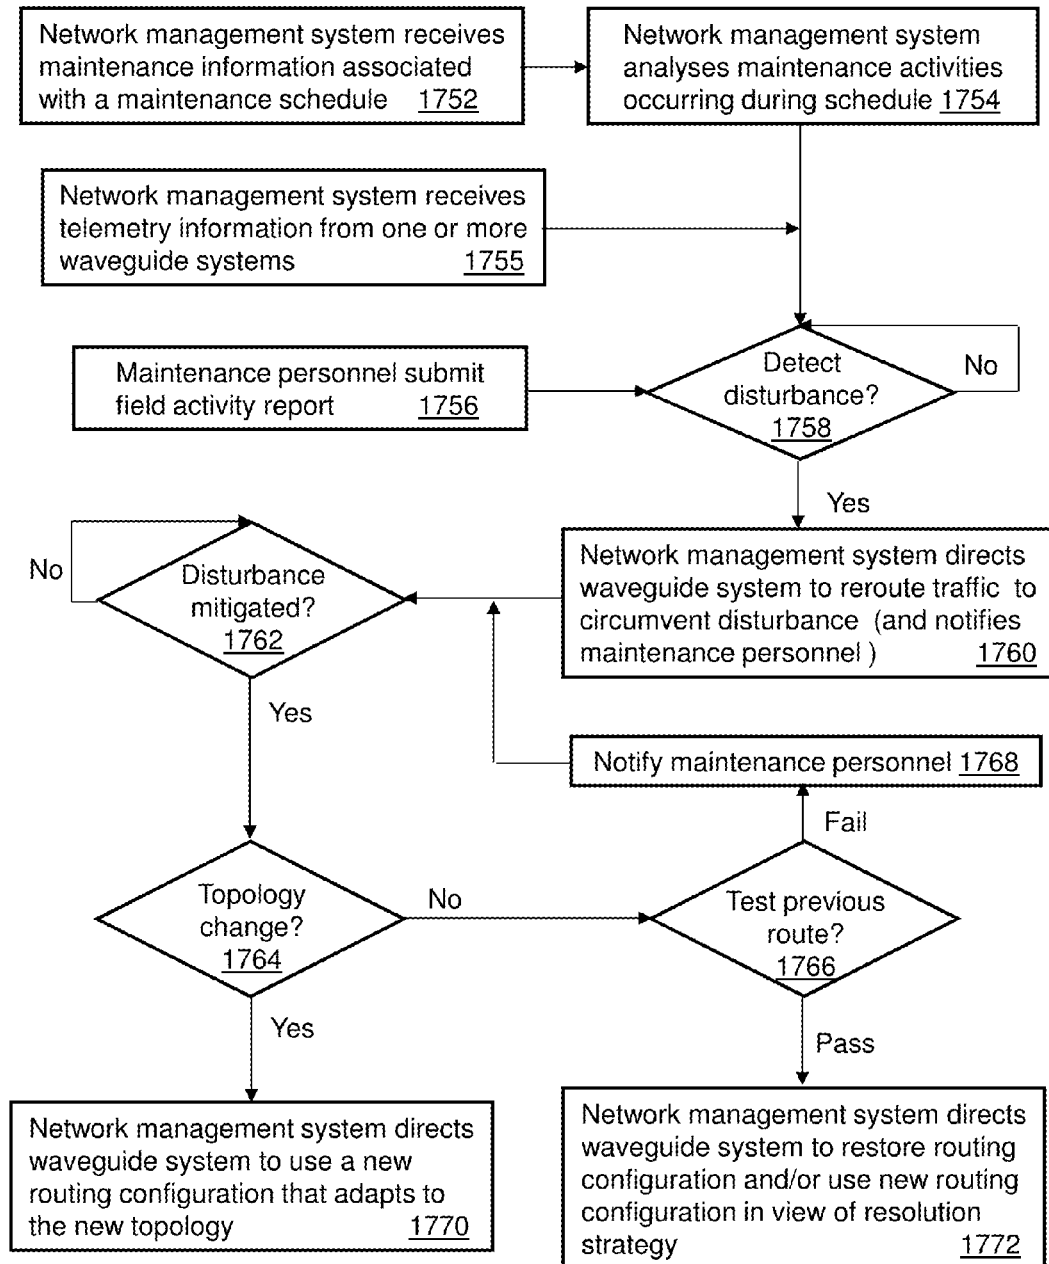 Network management system receives
maintenance information associated
with a maintenance schedule 1752
Network management system
analyses maintenance activities
occurring during schedule 1754
Network management system receives
telemetry information from one or more
waveguide systems 1755
Maintenance personnel submit
field activity report 1756
Detect
disturbance?
1758
No
Yes
Network management system directs
waveguide system to reroute traffic to
circumvent disturbance (and notifies
maintenance personnel ) 1760
No
Disturbance
mitigated?
1762
Yes
Notify maintenance personnel 1768
Fail
Topology
change?
1764
No
Test previous
route?
1766
Yes
Pass
Network management system directs
waveguide system to use a new
routing configuration that adapts to
the new topology 1770
Network management system directs
waveguide system to restore routing
configuration and/or use new routing
configuration in view of resolution
strategy 1772